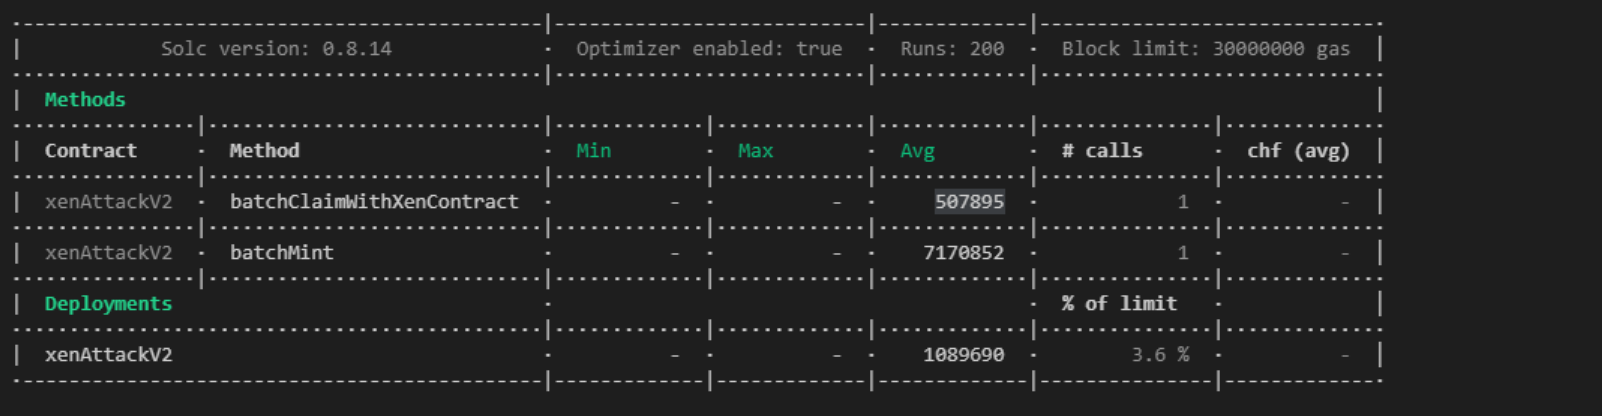 Solc version: 0.8.14 · Optimizer enabled: true · Runs: 200 · Block limit: 30000000 gas
Methods
Contract · Method · Min · Max · Avg · # calls · chf (avg)
xenAttackV2 · batchClaimWithXenContract · - · - · 507895 · 1 · -
xenAttackV2 · batchMint · - · - · 7170852 · 1 · -
Deployments · · % of limit ·
xenAttackV2 · - · - · 1089690 · 3.6 % · -